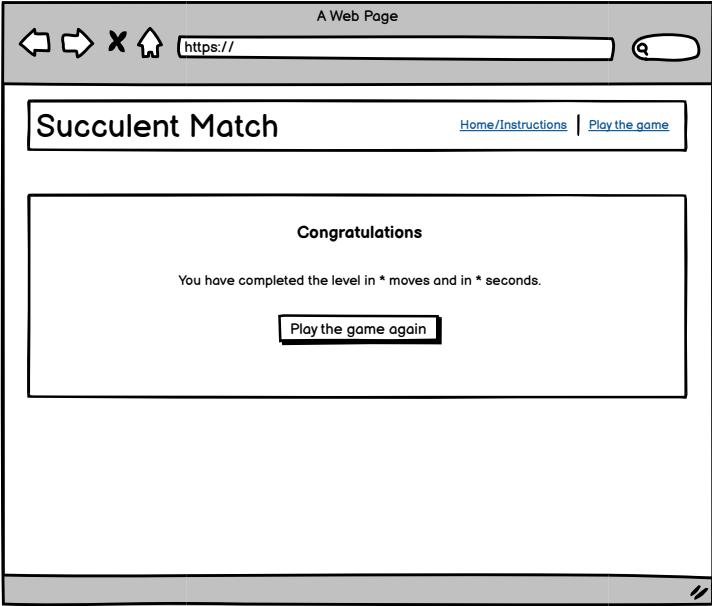 A Web Page
https://
Succulent Match
Home/Instructions | Play the game
Congratulations
You have completed the level in * moves and in * seconds.
Play the game again